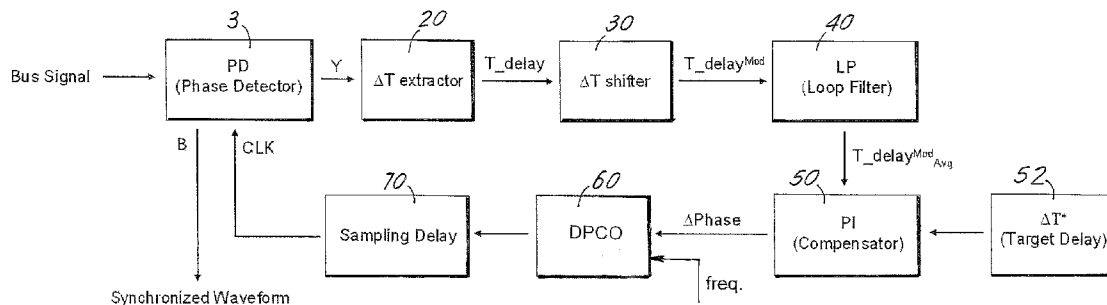 3
20
30
40
Bus Signal
PD
(Phase Detector)
Y
ΔT extractor
T_delay
ΔT shifter
T_delay^Mod
LP
(Loop Filter)
B
CLK
T_delay^Mod_Avg
70
60
50
52
Sampling Delay
DPCO
ΔPhase
PI
(Compensator)
ΔT*
(Target Delay)
freq.
Synchronized Waveform